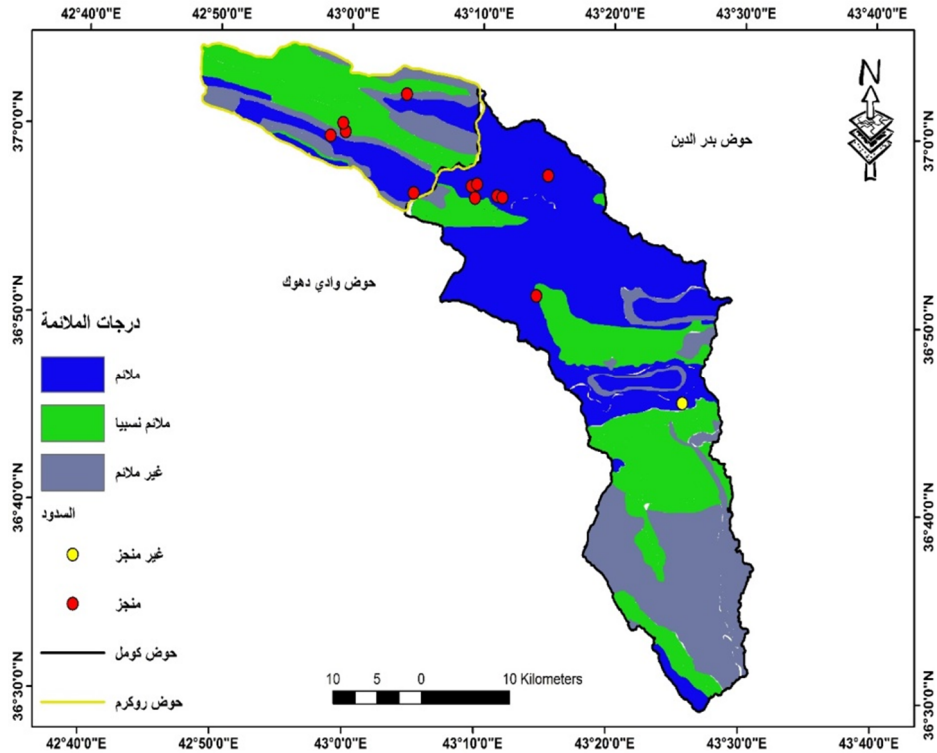 42°40'0"E 42°50'0"E 43°0'0"E 43°10'0"E 43°20'0"E 43°30'0"E 43°40'0"E
N
37°0'0"N
37°0'0"N
حوض بدر الدين
حوض وادي دهوك
36°50'0"N
36°50'0"N
درجات الملائمة
ملائم
ملائم نسبيا
غير ملائم
36°40'0"N
36°40'0"N
السدود
غير منجز
منجز
حوض كومل
حوض روكرم
36°30'0"N
36°30'0"N
10 5 0 10 Kilometers
42°40'0"E 42°50'0"E 43°0'0"E 43°10'0"E 43°20'0"E 43°30'0"E 43°40'0"E